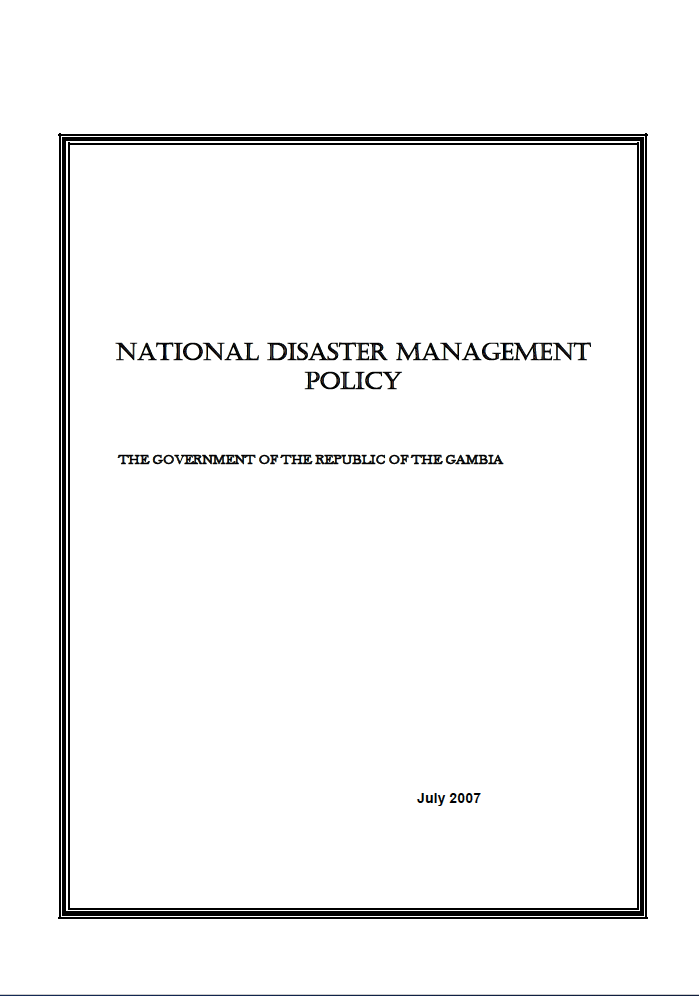 NATIONAL DISASTER MANAGEMENT
POLICY
THE GOVERNMENT OF THE REPUBLIC OF THE GAMBIA
July 2007